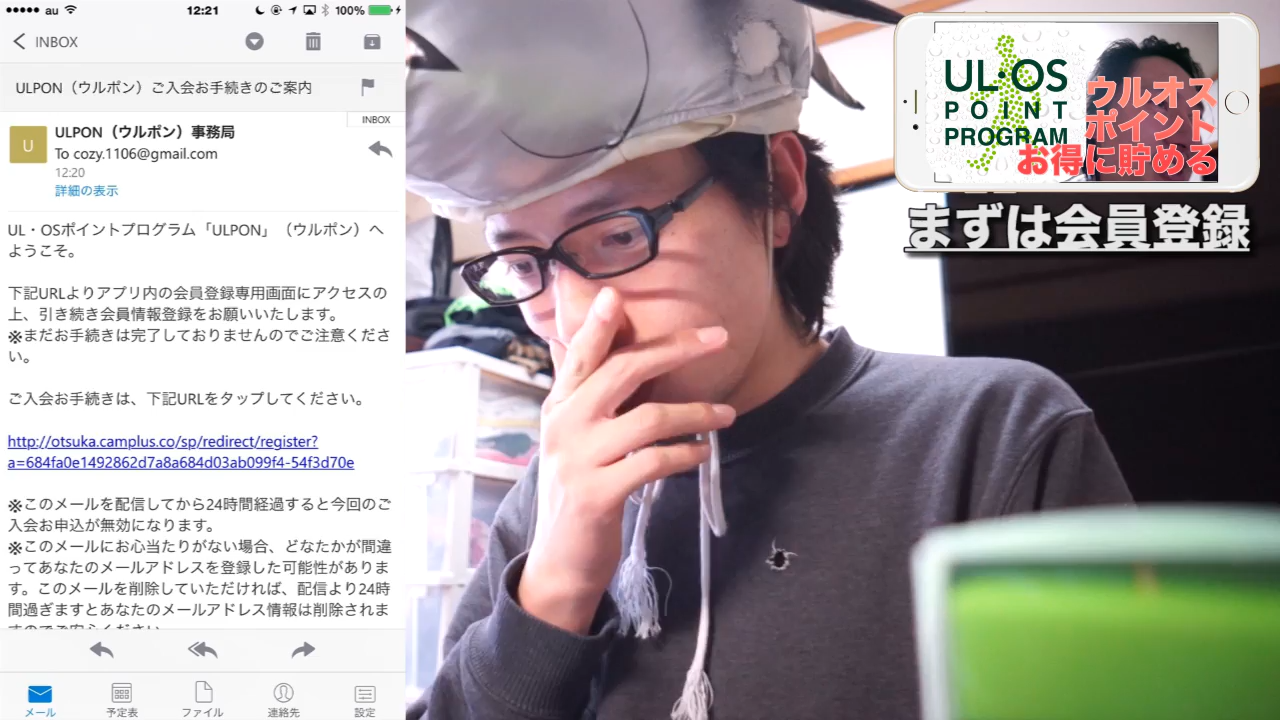 au
12:21
100%
INBOX
ULPON（ウルポン）ご入会お手続きのご案内
INBOX
U
ULPON（ウルポン）事務局
To cozy.1106@gmail.com
12:20
詳細の表示
UL・OSポイントプログラム「ULPON」（ウルポン）へ
ようこそ。
下記URLよりアプリ内の会員登録専用画面にアクセスの
上、引き続き会員情報登録をお願いいたします。
※まだお手続きは完了しておりませんのでご注意くださ
い。
ご入会お手続きは、下記URLをタップしてください。
http://otsuka.camplus.co/sp/redirect/register?
a=684fa0e1492862d7a8a684d03ab099f4-54f3d70e
※このメールを配信してから24時間経過すると今回のご
入会お申込が無効になります。
※このメールにお心当たりがない場合、どなたかが間違
ってあなたのメールアドレスを登録した可能性がありま
す。このメールを削除していただければ、配信より24時
間過ぎますとあなたのメールアドレス情報は削除されま
すのでご安心ください
メール
予定表
ファイル
連絡先
設定
UL・OS
POINT
PROGRAM
ウルオス
ポイント
お得に貯める
まずは会員登録